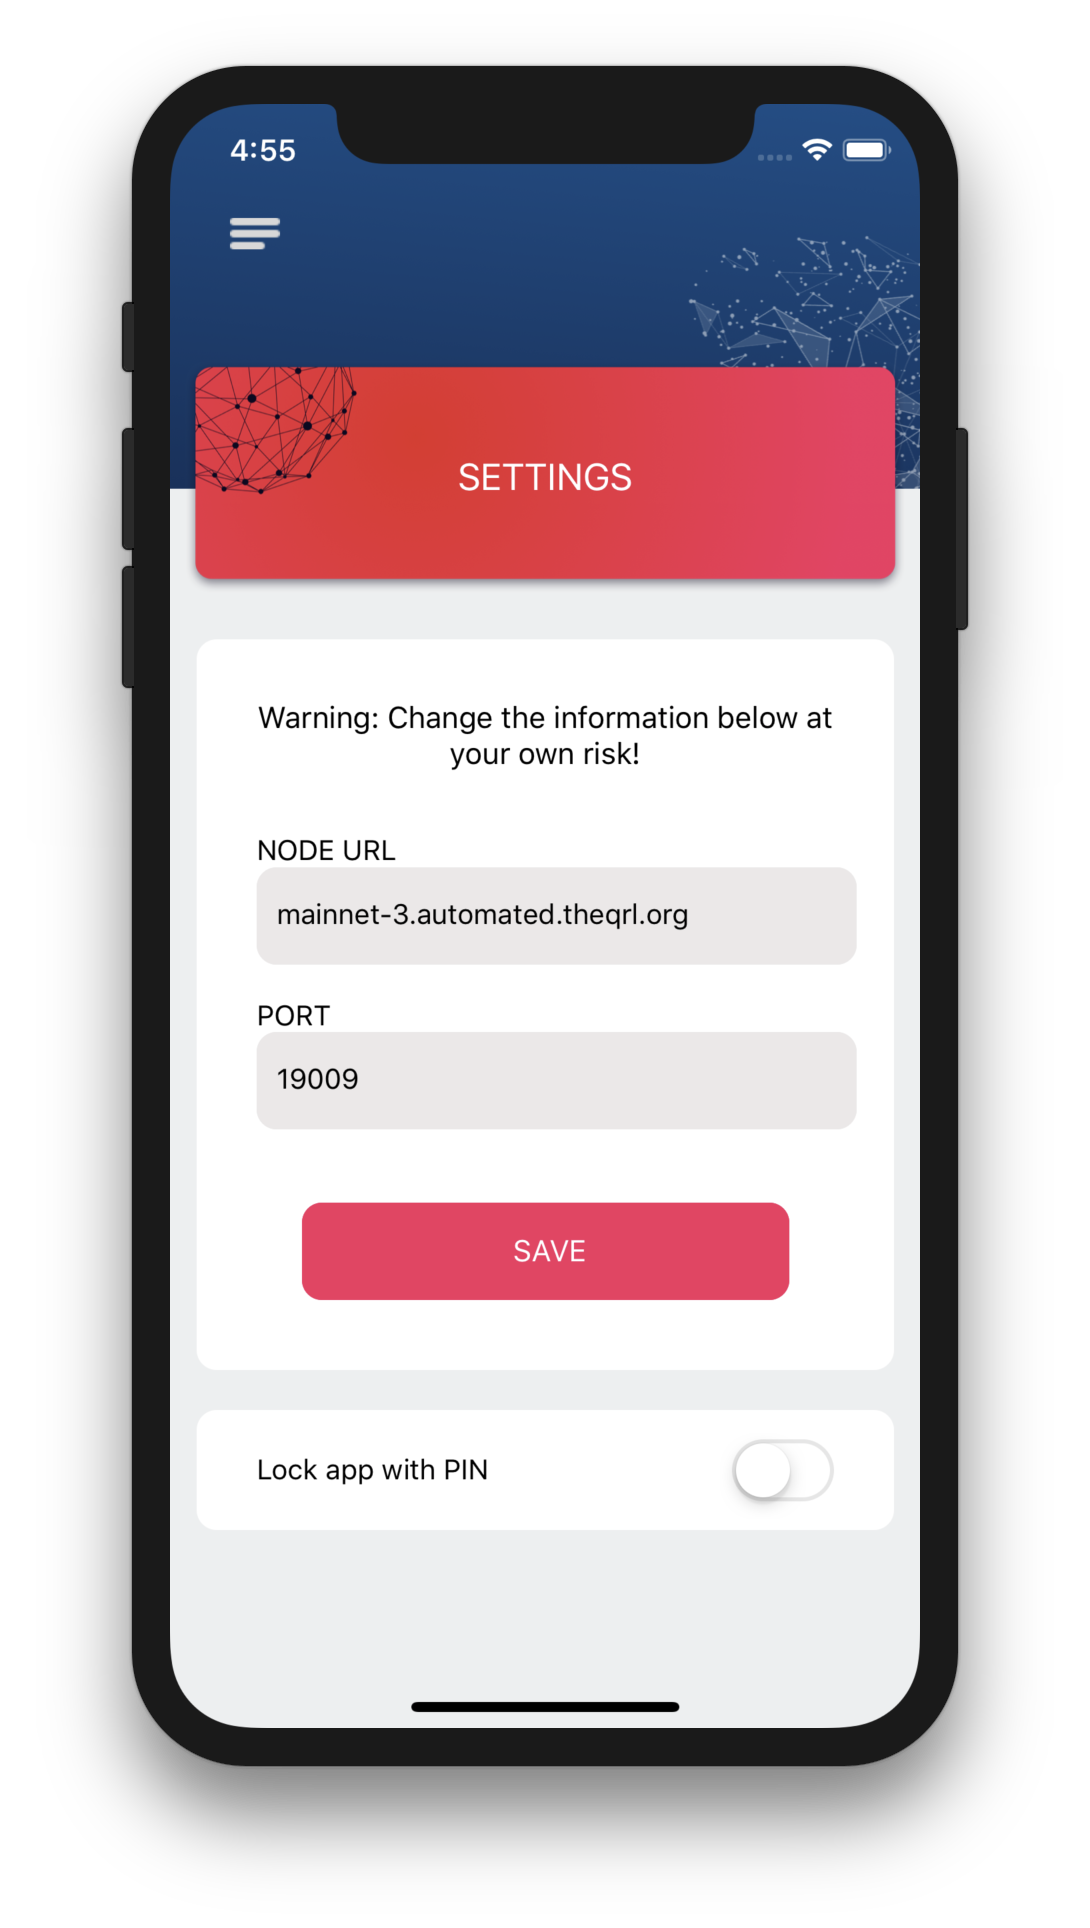 4:55
SETTINGS
Warning: Change the information below at
your own risk!
NODE URL
mainnet-3.automated.theqrl.org
PORT
19009
SAVE
Lock app with PIN